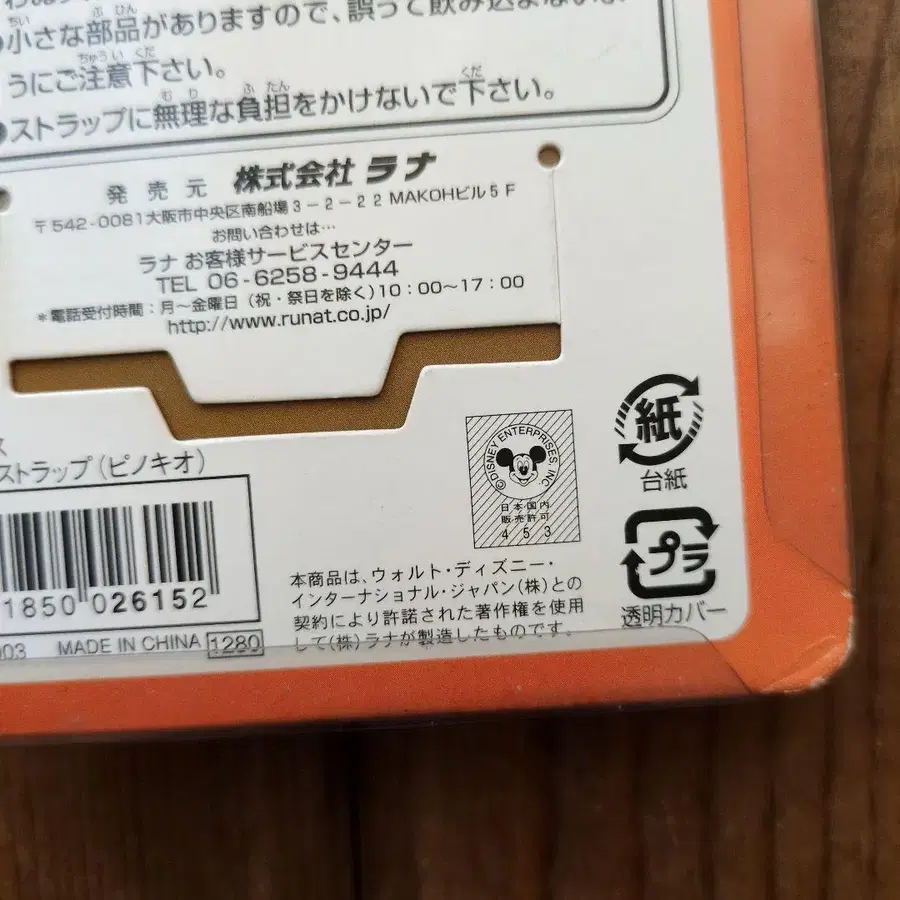 小さな部品がありますので、誤って飲み込まないよ
うにご注意下さい。
●ストラップに無理な負担をかけないで下さい。
発売元 株式会社 ラナ
〒542-0081大阪市中央区南船場3-2-22 MAKOHビル5F
お問い合わせは…
ラナ お客様サービスセンター
TEL 06-6258-9444
*電話受付時間:月〜金曜日(祝・祭日を除く)10:00〜17:00
http://www.runat.co.jp/
ストラップ(ピノキオ)
1850 026152
003 MADE IN CHINA 1280
©DISNEY ENTERPRISES, INC.
日本国内
販売許可
453
本商品は、ウォルト・ディズニー・
インターナショナル・ジャパン(株)との
契約により許諾された著作権を使用
して(株)ラナが製造したものです。
紙
台紙
プラ
透明カバー